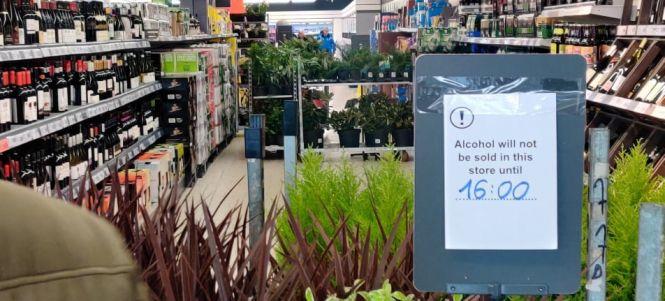 Alcohol will not
be sold in this
store until
16:00